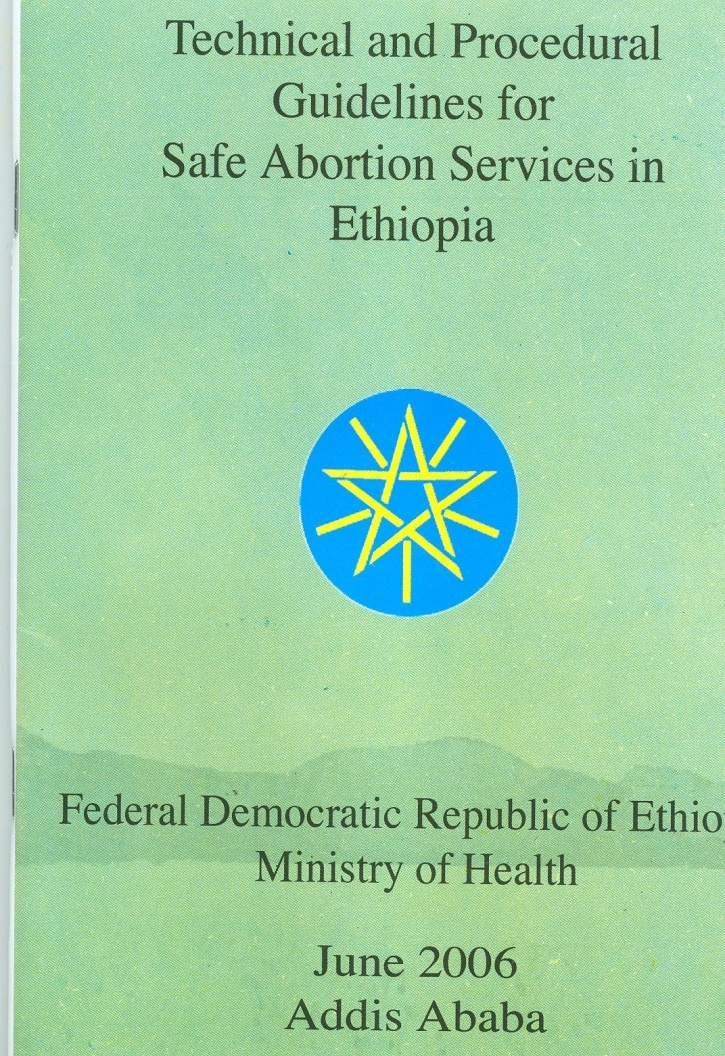 Technical and Procedural
Guidelines for
Safe Abortion Services in
Ethiopia
Federal Democratic Republic of Ethio
Ministry of Health
June 2006
Addis Ababa